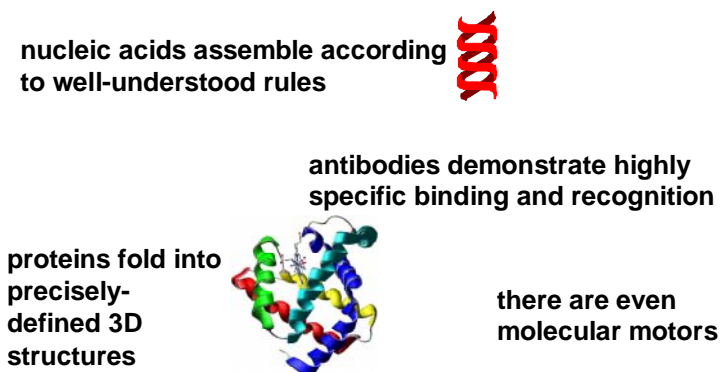 nucleic acids assemble according
to well-understood rules
antibodies demonstrate highly
specific binding and recognition
proteins fold into
precisely-
defined 3D
structures
there are even
molecular motors